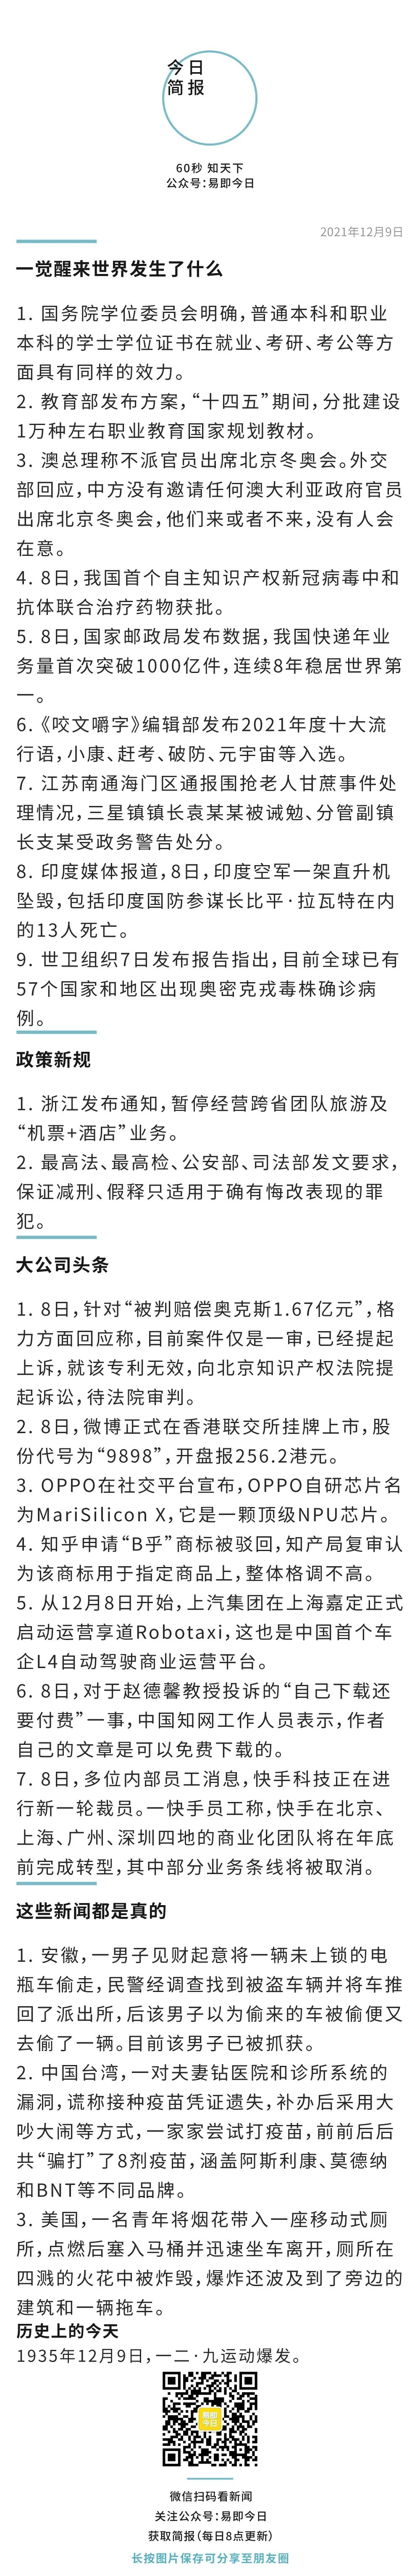 今日
简报
60秒 知天下
公众号：易即今日
2021年12月9日
一觉醒来世界发生了什么
1. 国务院学位委员会明确，普通本科和职业
本科的学士学位证书在就业、考研、考公等方
面具有同样的效力。
2. 教育部发布方案，“十四五”期间，分批建设
1万种左右职业教育国家规划教材。
3. 澳总理称不派官员出席北京冬奥会。外交
部回应，中方没有邀请任何澳大利亚政府官员
出席北京冬奥会，他们来或者不来，没有人会
在意。
4. 8日，我国首个自主知识产权新冠病毒中和
抗体联合治疗药物获批。
5. 8日，国家邮政局发布数据，我国快递年业
务量首次突破1000亿件，连续8年稳居世界第
一。
6.《咬文嚼字》编辑部发布2021年度十大流
行语，小康、赶考、破防、元宇宙等入选。
7. 江苏南通海门区通报围抢老人甘蔗事件处
理情况，三星镇镇长袁某某被诫勉、分管副镇
长支某受政务警告处分。
8. 印度媒体报道，8日，印度空军一架直升机
坠毁，包括印度国防参谋长比平·拉瓦特在内
的13人死亡。
9. 世卫组织7日发布报告指出，目前全球已有
57个国家和地区出现奥密克戎毒株确诊病
例。
政策新规
1. 浙江发布通知，暂停经营跨省团队旅游及
“机票+酒店”业务。
2. 最高法、最高检、公安部、司法部发文要求，
保证减刑、假释只适用于确有悔改表现的罪
犯。
大公司头条
1. 8日，针对“被判赔偿奥克斯1.67亿元”，格
力方面回应称，目前案件仅是一审，已经提起
上诉，就该专利无效，向北京知识产权法院提
起诉讼，待法院审判。
2. 8日，微博正式在香港联交所挂牌上市，股
份代号为“9898”，开盘报256.2港元。
3. OPPO在社交平台宣布，OPPO自研芯片名
为MariSilicon X，它是一颗顶级NPU芯片。
4. 知乎申请“B乎”商标被驳回，知产局复审认
为该商标用于指定商品上，整体格调不高。
5. 从12月8日开始，上汽集团在上海嘉定正式
启动运营享道Robotaxi，这也是中国首个车
企L4自动驾驶商业运营平台。
6. 8日，对于赵德馨教授投诉的“自己下载还
要付费”一事，中国知网工作人员表示，作者
自己的文章是可以免费下载的。
7. 8日，多位内部员工消息，快手科技正在进
行新一轮裁员。一快手员工称，快手在北京、
上海、广州、深圳四地的商业化团队将在年底
前完成转型，其中部分业务条线将被取消。
这些新闻都是真的
1. 安徽，一男子见财起意将一辆未上锁的电
瓶车偷走，民警经调查找到被盗车辆并将车推
回了派出所，后该男子以为偷来的车被偷便又
去偷了一辆。目前该男子已被抓获。
2. 中国台湾，一对夫妻钻医院和诊所系统的
漏洞，谎称接种疫苗凭证遗失，补办后采用大
吵大闹等方式，一家家尝试打疫苗，前前后后
共“骗打”了8剂疫苗，涵盖阿斯利康、莫德纳
和BNT等不同品牌。
3. 美国，一名青年将烟花带入一座移动式厕
所，点燃后塞入马桶并迅速坐车离开，厕所在
四溅的火花中被炸毁，爆炸还波及到了旁边的
建筑和一辆拖车。
历史上的今天
1935年12月9日，一二·九运动爆发。
易即
今日
微信扫码看新闻
关注公众号：易即今日
获取简报（每日8点更新）
长按图片保存可分享至朋友圈